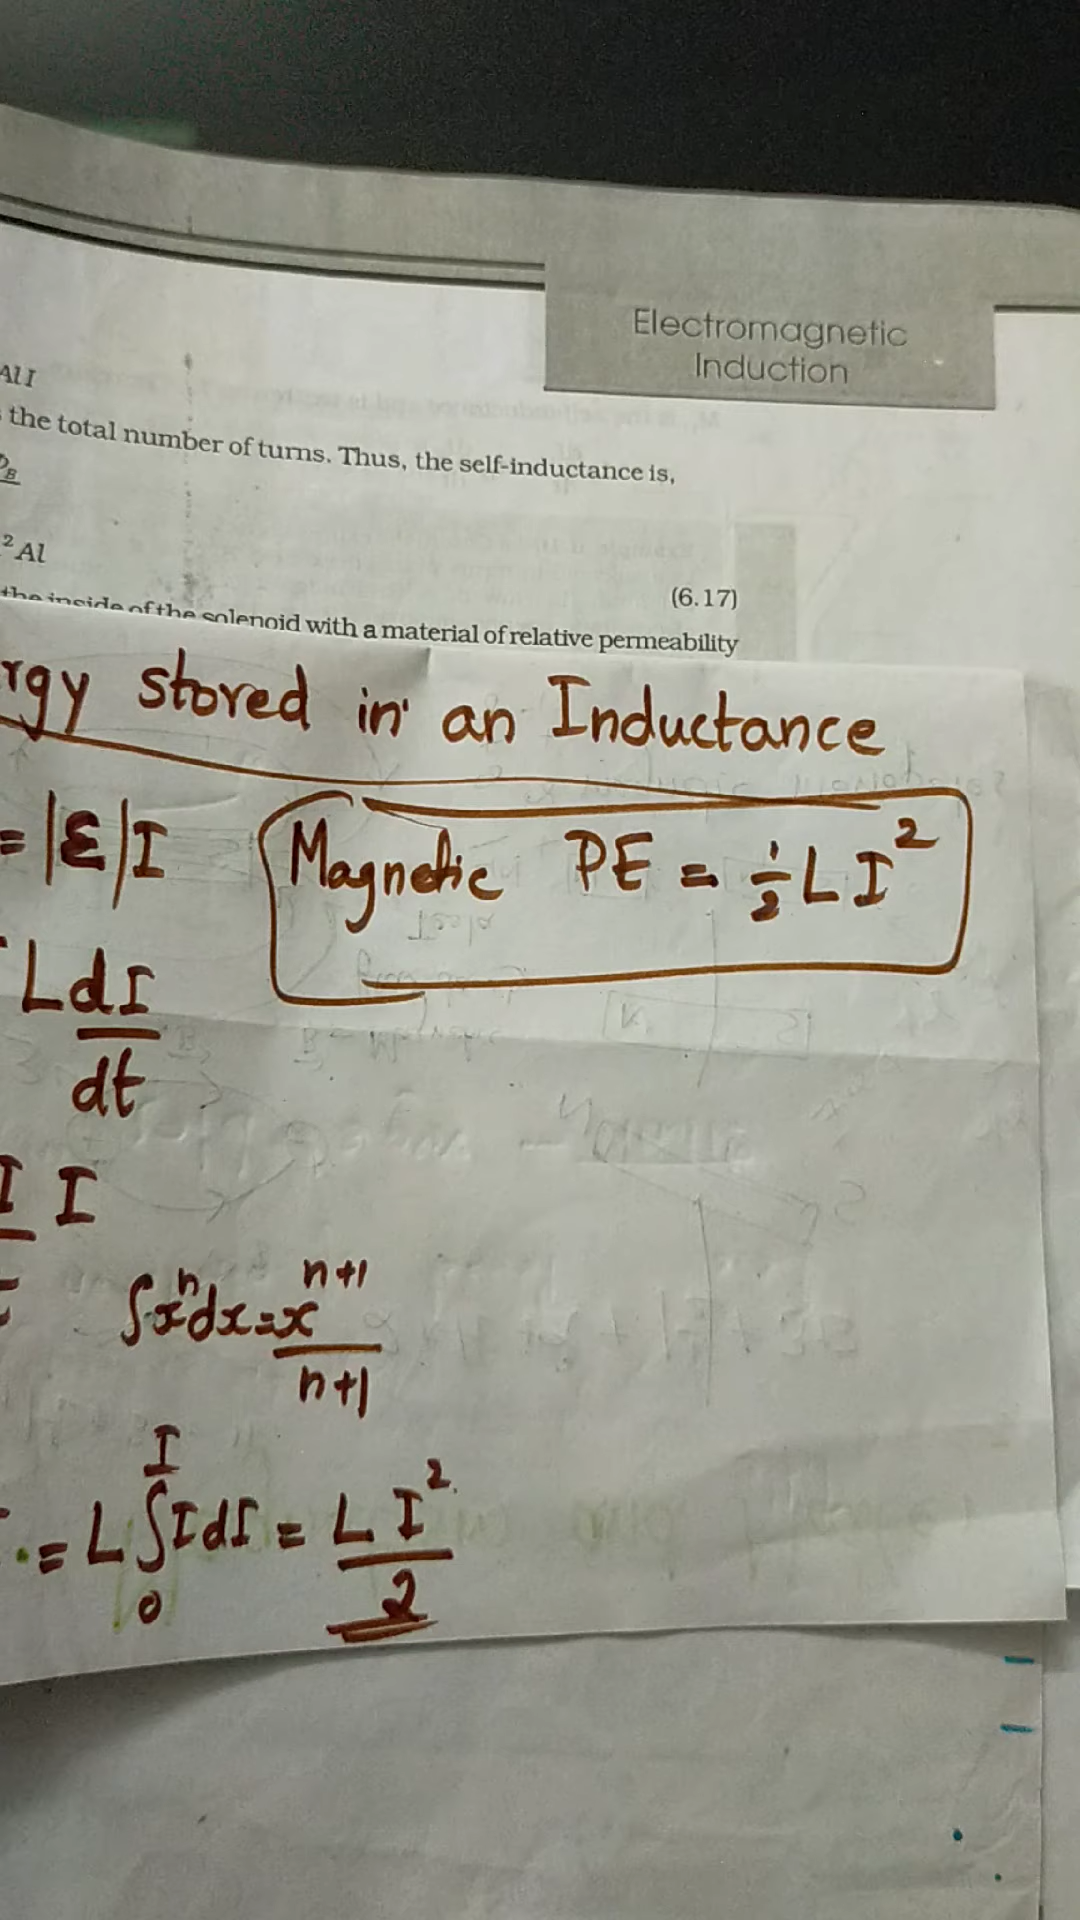 Electromagnetic
Induction
AlI
the total number of turns. Thus, the self-inductance is,
B
² Al
(6.17)
the inside of the solenoid with a material of relative permeability
rgy stored in an Inductance
= |ε|I
Magnetic PE = ½ L I²
L dI
dt
I I
∫xⁿdx = xⁿ⁺¹
n+1
I
= L ∫ I dI = L I²
0
2